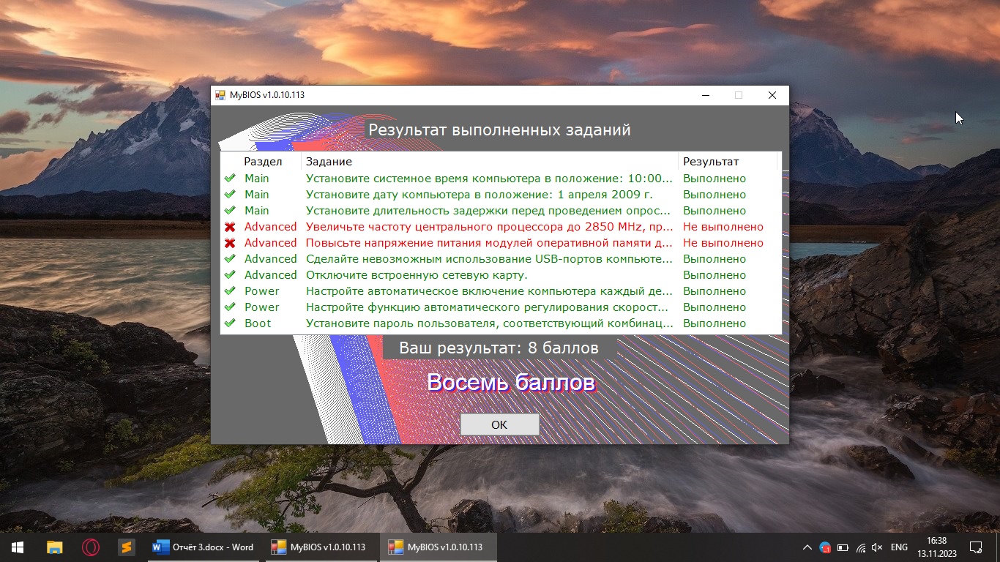 MyBIOS v1.0.10.113
Результат выполненных заданий
Раздел Задание Результат
Main Установите системное время компьютера в положение: 10:00... Выполнено
Main Установите дату компьютера в положение: 1 апреля 2009 г. Выполнено
Main Установите длительность задержки перед проведением опрос... Выполнено
Advanced Увеличьте частоту центрального процессора до 2850 MHz, пр... Не выполнено
Advanced Повысьте напряжение питания модулей оперативной памяти д... Не выполнено
Advanced Сделайте невозможным использование USB-портов компьюте... Выполнено
Advanced Отключите встроенную сетевую карту. Выполнено
Power Настройте автоматическое включение компьютера каждый де... Выполнено
Power Настройте функцию автоматического регулирования скорост... Выполнено
Boot Установите пароль пользователя, соответствующий комбинац... Выполнено
Ваш результат: 8 баллов
Восемь баллов
OK
Отчёт 3.docx - Word MyBIOS v1.0.10.113 MyBIOS v1.0.10.113 ENG 16:38
13.11.2023